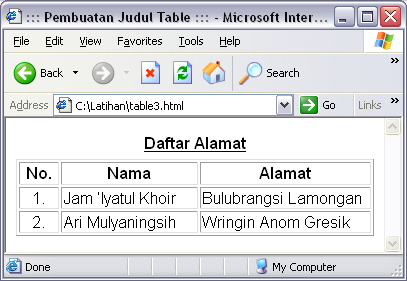 ::: Pembuatan Judul Table ::: - Microsoft Inter...
File Edit View Favorites Tools Help
Back Search
Address C:\Latihan\table3.html Go Links
Daftar Alamat
No. Nama Alamat
1. Jam 'Iyatul Khoir Bulubrangsi Lamongan
2. Ari Mulyaningsih Wringin Anom Gresik
Done My Computer